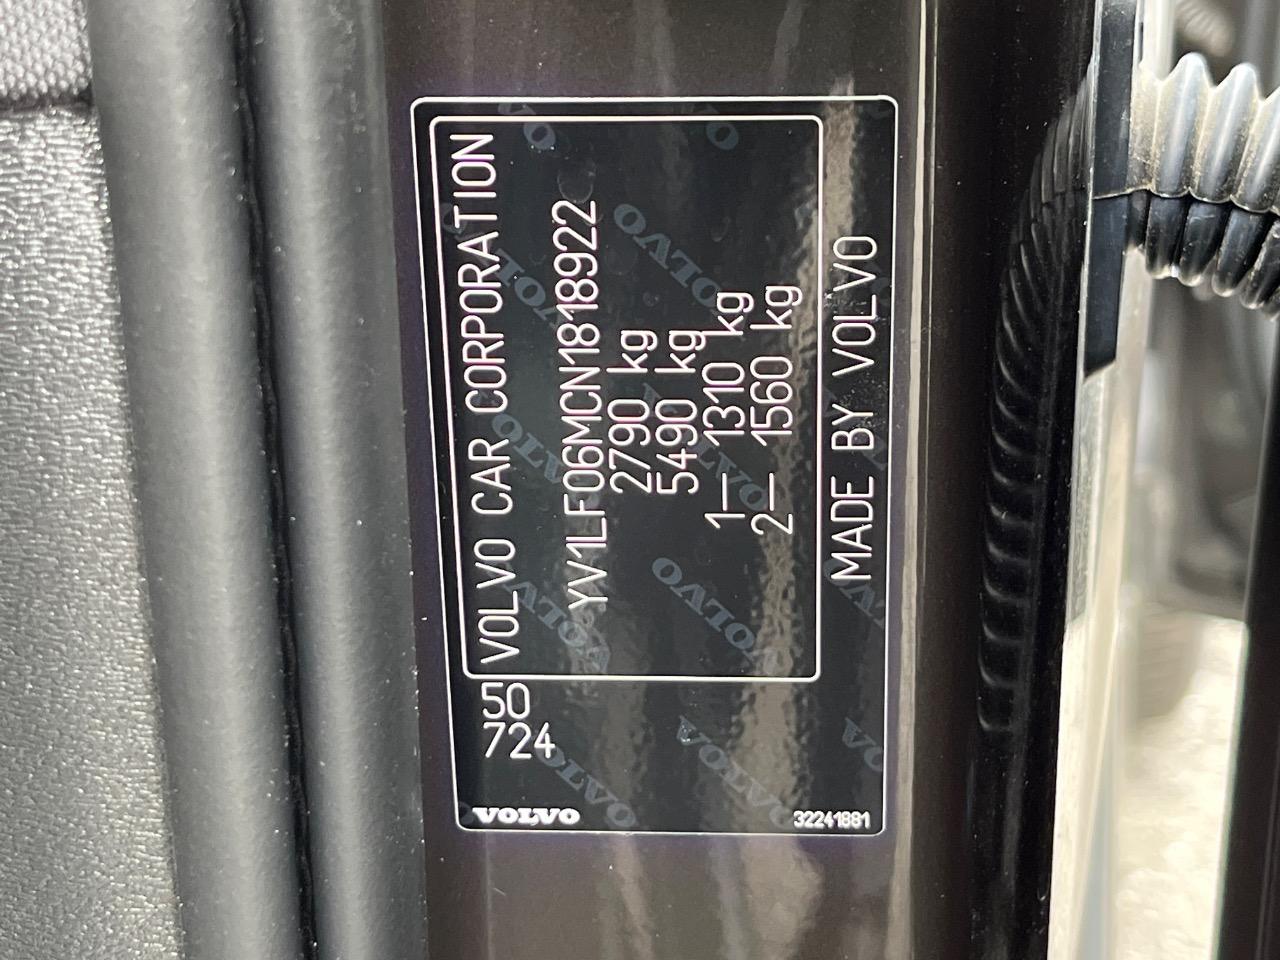 VOLVO CAR CORPORATION
YV1LF06MCN1818922
2790 kg
5490 kg
1— 1310 kg
2— 1560 kg
MADE BY VOLVO
50
724
VOLVO
32241881